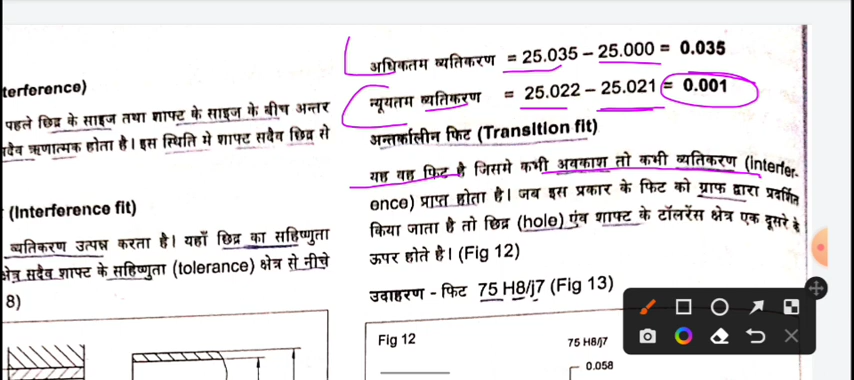 terference)
पहले छिद्र के साइज तथा शाफ्ट के साइज के बीच अन्तर
सदैव ऋणात्मक होता है। इस स्थिति मे शाफ्ट सदैव छिद्र से
(Interference fit)
व्यतिकरण उत्पन्न करता है। यहाँ छिद्र का सहिष्णुता
क्षेत्र सदैव शाफ्ट के सहिष्णुता (tolerance) क्षेत्र से नीचे
8)
अधिकतम व्यतिकरण = 25.035 – 25.000 = 0.035
न्यूयतम व्यतिकरण = 25.022 – 25.021 = 0.001
अन्तर्कालीन फिट (Transition fit)
यह वह फिट है जिसमे कभी अवकाश तो कभी व्यतिकरण (interfer-
ence) प्राप्त होता है। जब इस प्रकार के फिट को ग्राफ द्वारा प्रदर्शित
किया जाता है तो छिद्र (hole) एंव शाफ्ट के टॉलरेंस क्षेत्र एक दूसरे के
ऊपर होते है। (Fig 12)
उदाहरण - फिट 75 H8/j7 (Fig 13)
Fig 12
75 H8/j7
0.058